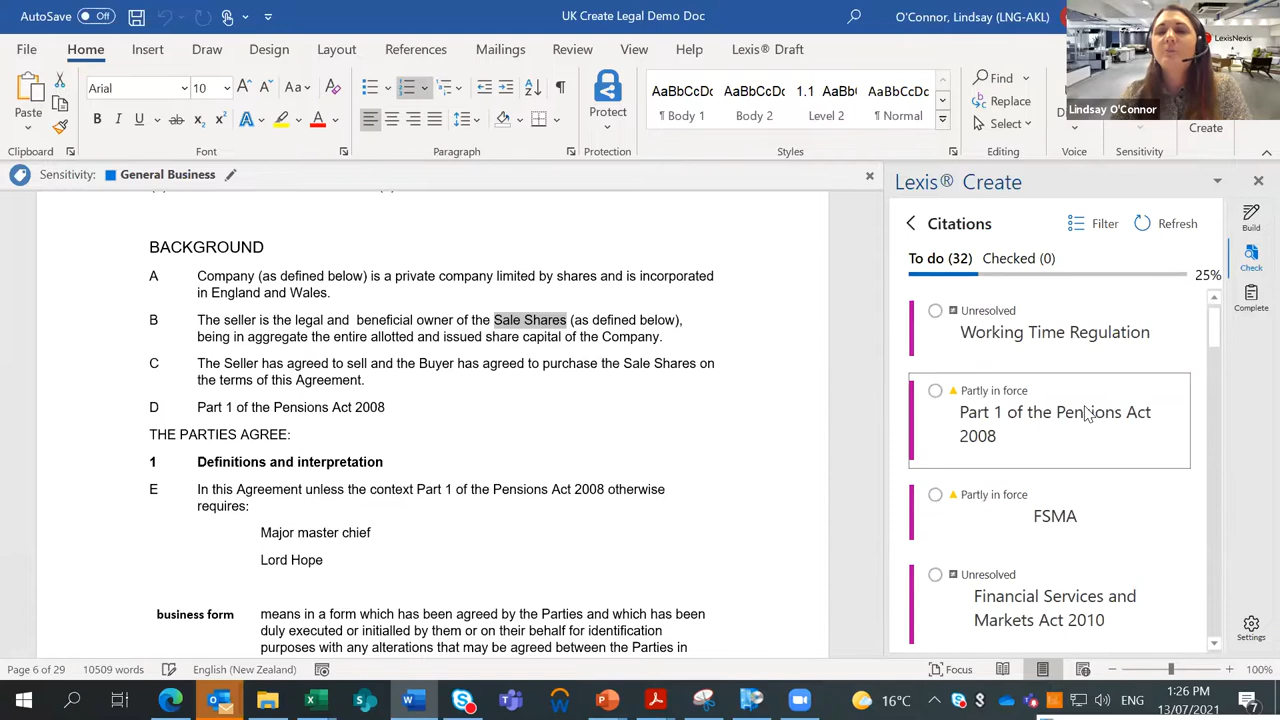 AutoSave Off
UK Create Legal Demo Doc
O'Connor, Lindsay (LNG-AKL)
LexisNexis
Lindsay O'Connor
File Home Insert Draw Design Layout References Mailings Review View Help Lexis® Draft
Paste
Clipboard
Arial 10
Font
Paragraph
Protect
Protection
AaBbCcDc AaBbCcDc 1.1 AaBb AaBbCcDc
¶ Body 1 Body 2 Level 2 ¶ Normal
Styles
Find
Replace
Select
Editing
Voice
Sensitivity
Create
Sensitivity: General Business
BACKGROUND
A Company (as defined below) is a private company limited by shares and is incorporated
in England and Wales.
B The seller is the legal and beneficial owner of the Sale Shares (as defined below),
being in aggregate the entire allotted and issued share capital of the Company.
C The Seller has agreed to sell and the Buyer has agreed to purchase the Sale Shares on
the terms of this Agreement.
D Part 1 of the Pensions Act 2008
THE PARTIES AGREE:
1 Definitions and interpretation
E In this Agreement unless the context Part 1 of the Pensions Act 2008 otherwise
requires:
Major master chief
Lord Hope
business form means in a form which has been agreed by the Parties and which has been
duly executed or initialled by them or on their behalf for identification
purposes with any alterations that may be agreed between the Parties in
Lexis® Create
Citations Filter Refresh
To do (32) Checked (0)
25%
Unresolved
Working Time Regulation
Partly in force
Part 1 of the Pensions Act
2008
Partly in force
FSMA
Unresolved
Financial Services and
Markets Act 2010
Build
Check
Complete
Settings
Page 6 of 29 10509 words English (New Zealand) Focus 100%
16°C ENG
1:26 PM
13/07/2021
7